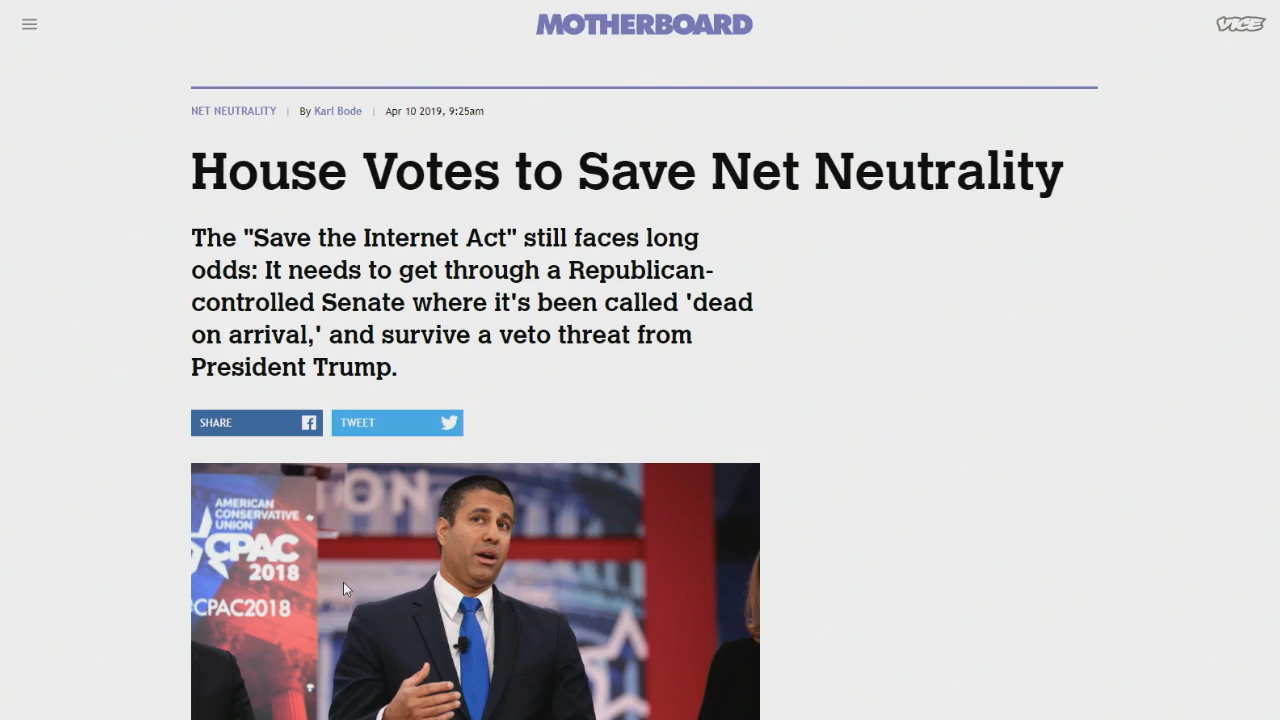 MOTHERBOARD
VICE
NET NEUTRALITY | By Karl Bode | Apr 10 2019, 9:25am
House Votes to Save Net Neutrality
The "Save the Internet Act" still faces long
odds: It needs to get through a Republican-
controlled Senate where it's been called 'dead
on arrival,' and survive a veto threat from
President Trump.
SHARE
TWEET
ON
AMERICAN
CONSERVATIVE
UNION
CPAC
2018
CPAC2018